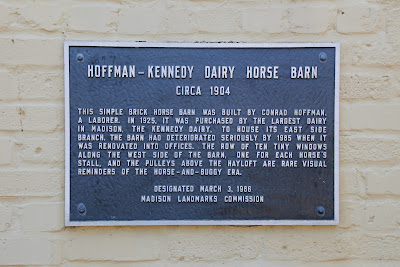 HOFFMAN – KENNEDY DAIRY HORSE BARN
CIRCA 1904
THIS SIMPLE BRICK HORSE BARN WAS BUILT BY CONRAD HOFFMAN,
A LABORER. IN 1925, IT WAS PURCHASED BY THE LARGEST DAIRY
IN MADISON, THE KENNEDY DAIRY, TO HOUSE ITS EAST SIDE
BRANCH. THE BARN HAD DETERIORATED SERIOUSLY BY 1985 WHEN IT
WAS RENOVATED INTO OFFICES. THE ROW OF TEN TINY WINDOWS
ALONG THE WEST SIDE OF THE BARN, ONE FOR EACH HORSE'S
STALL, AND THE PULLEYS ABOVE THE HAYLOFT ARE RARE VISUAL
REMINDERS OF THE HORSE-AND-BUGGY ERA.
DESIGNATED MARCH 3, 1986
MADISON LANDMARKS COMMISSION